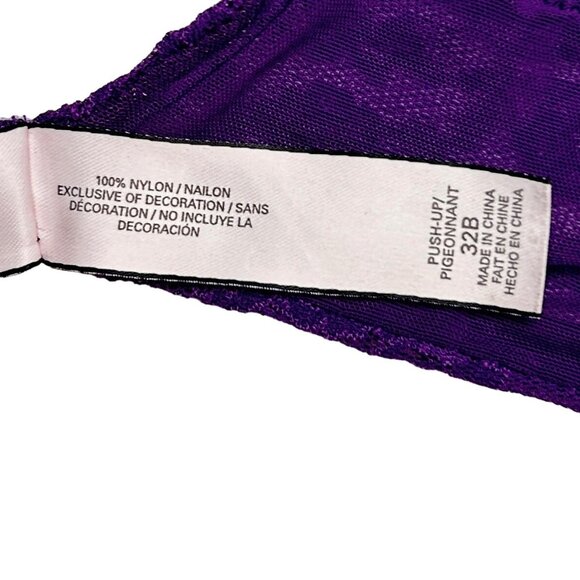 100% NYLON / NAILON
EXCLUSIVE OF DECORATION / SANS
DÉCORATION / NO INCLUYE LA
DECORACIÓN
PUSH-UP/
PIGEONNANT
32B
MADE IN CHINA
FAIT EN CHINE
HECHO EN CHINA